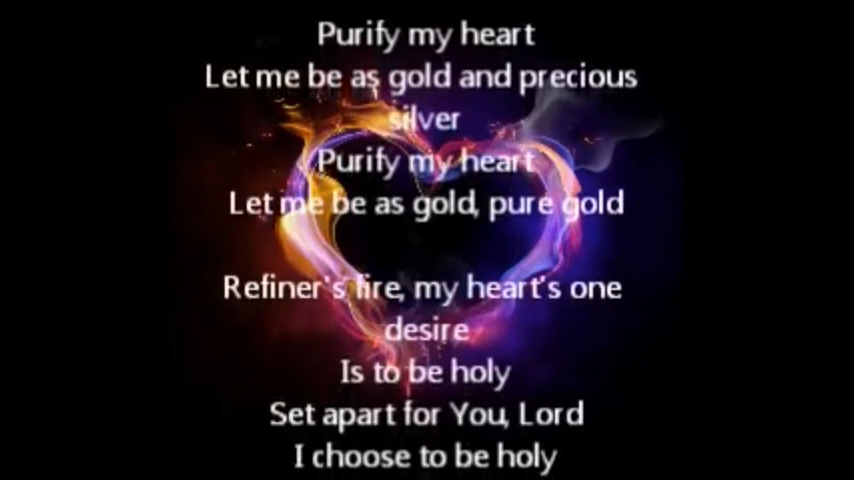 Purify my heart
Let me be as gold and precious
silver
Purify my heart
Let me be as gold, pure gold
Refiner's fire, my heart's one
desire
Is to be holy
Set apart for You, Lord
I choose to be holy